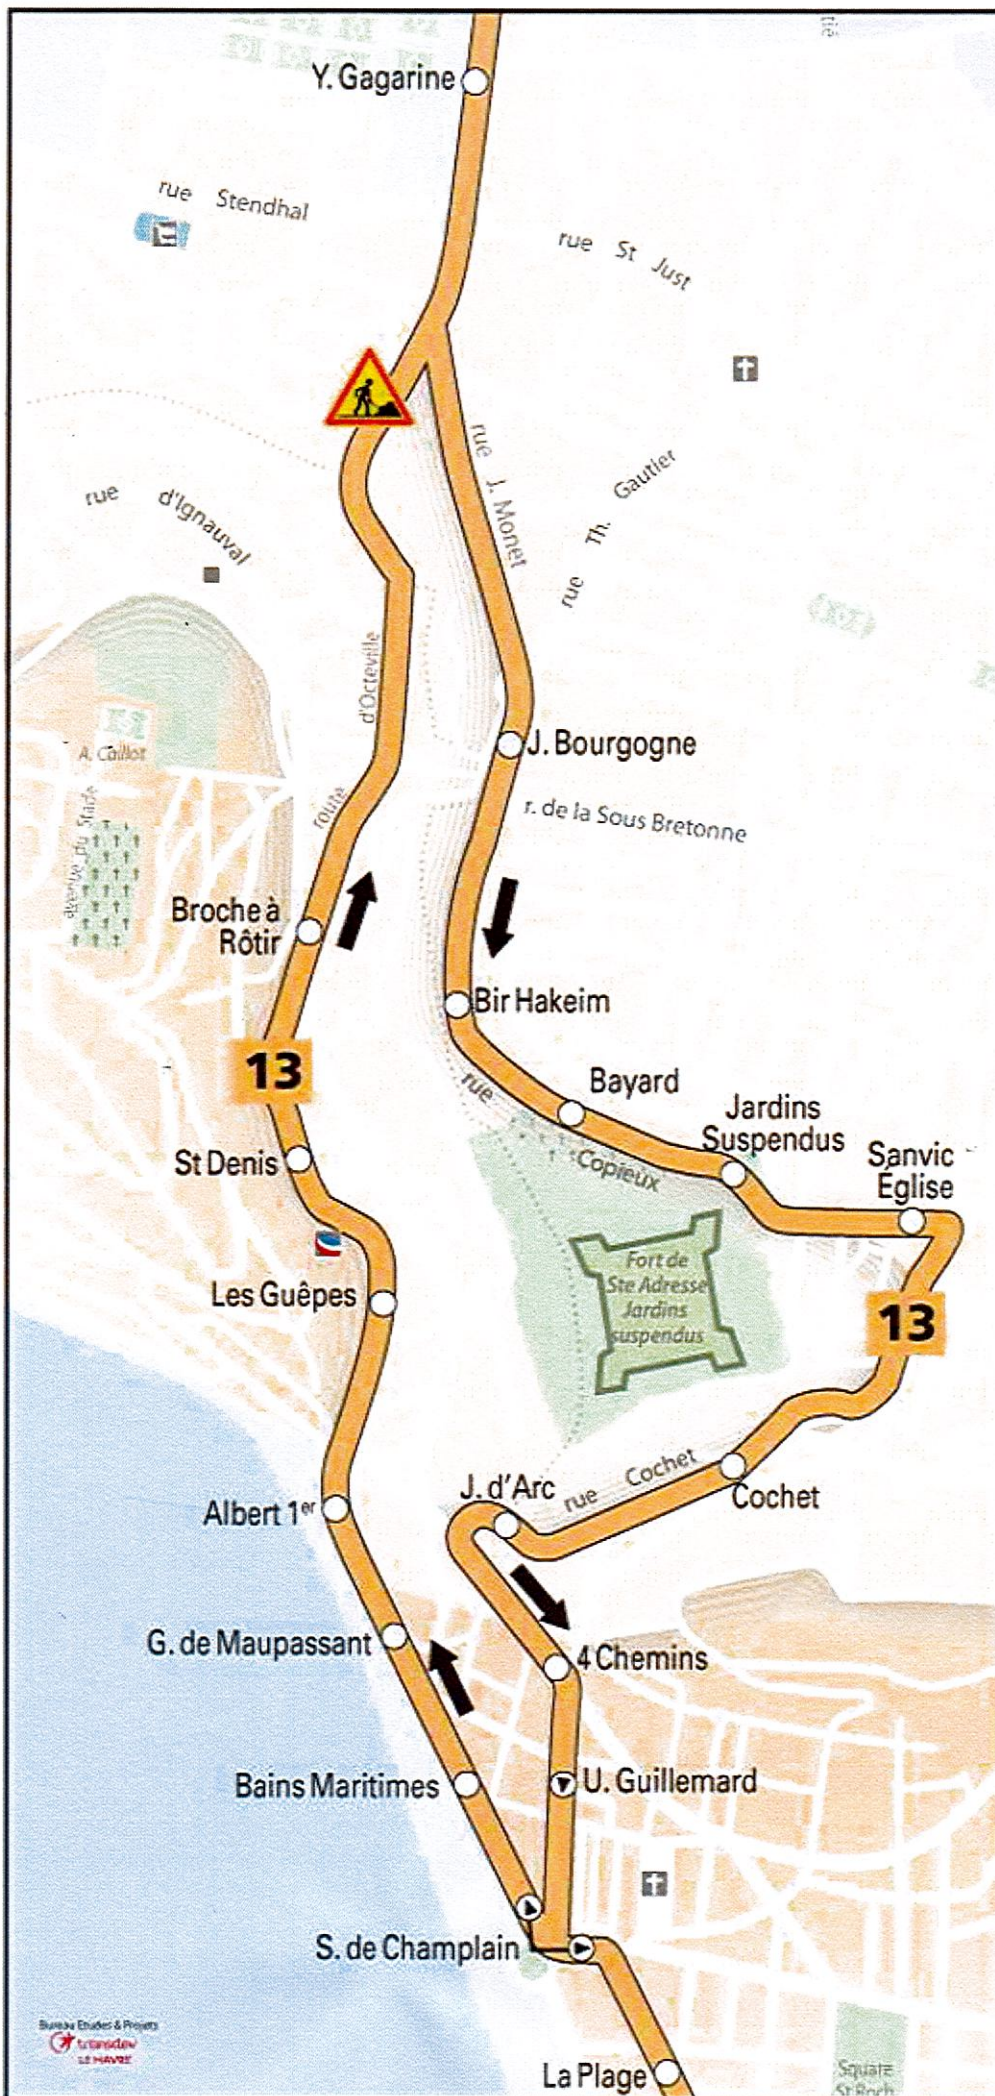 Y. Gagarine
rue Stendhal
rue St Just
rue J. Monet
rue Th. Gautier
rue d'Ignauval
route d'Octeville
J. Bourgogne
A. Caillot
r. de la Sous Bretonne
avenue du Stade
Broche à
Rôtir
Bir Hakeim
13
Bayard
rue Copieux
Jardins
Suspendus
St Denis
Sanvic
Église
Fort de
Ste Adresse
Jardins
suspendus
Les Guêpes
13
J. d'Arc
rue Cochet
Cochet
Albert 1er
G. de Maupassant
4 Chemins
Bains Maritimes
U. Guillemard
S. de Champlain
Bureau Etudes & Projets
transdev
LE HAVRE
La Plage
Square
St Roch